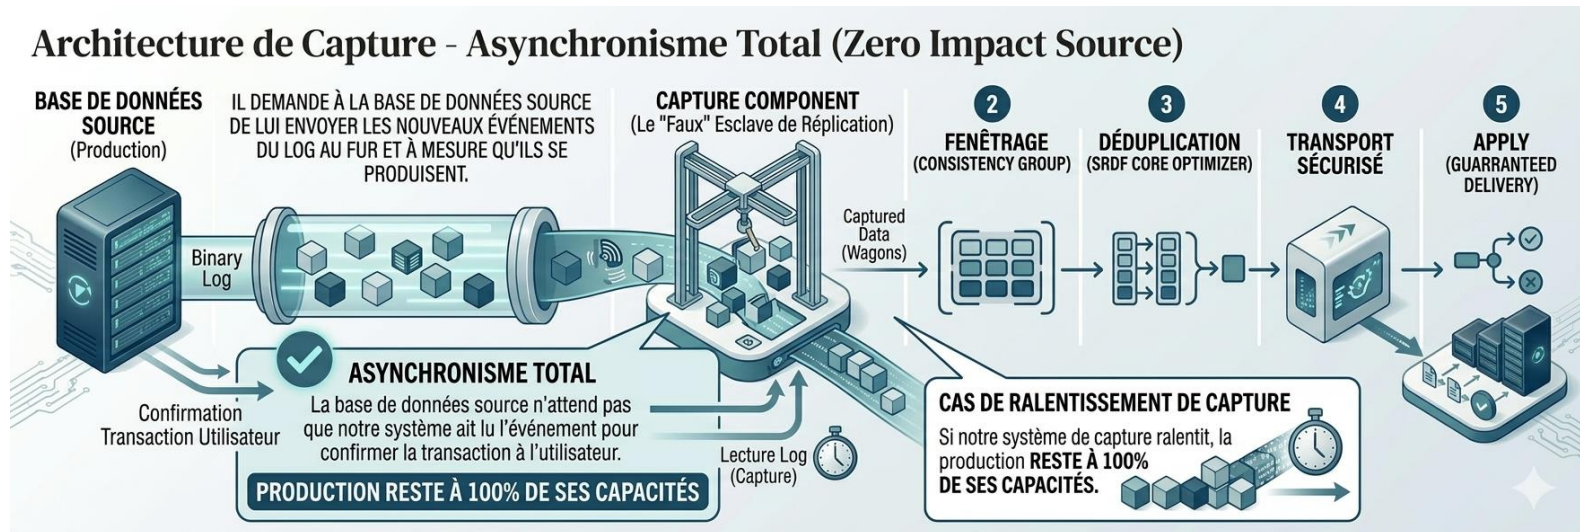 Architecture de Capture - Asynchronisme Total (Zero Impact Source)
BASE DE DONNÉES
SOURCE
(Production)
IL DEMANDE À LA BASE DE DONNÉES SOURCE
DE LUI ENVOYER LES NOUVEAUX ÉVÉNEMENTS
DU LOG AU FUR ET À MESURE QU'ILS SE
PRODUISENT.
Binary
Log
CAPTURE COMPONENT
(Le "Faux" Esclave de Réplication)
Captured
Data
(Wagons)
2
FENÊTRAGE
(CONSISTENCY GROUP)
3
DÉDUPLICATION
(SRDF CORE OPTIMIZER)
4
TRANSPORT
SÉCURISÉ
5
APPLY
(GUARRANTEED
DELIVERY)
Confirmation
Transaction Utilisateur
ASYNCHRONISME TOTAL
La base de données source n'attend pas
que notre système ait lu l'événement pour
confirmer la transaction à l'utilisateur.
PRODUCTION RESTE À 100% DE SES CAPACITÉS
Lecture Log
(Capture)
CAS DE RALENTISSEMENT DE CAPTURE
Si notre système de capture ralentit, la
production RESTE À 100%
DE SES CAPACITÉS.